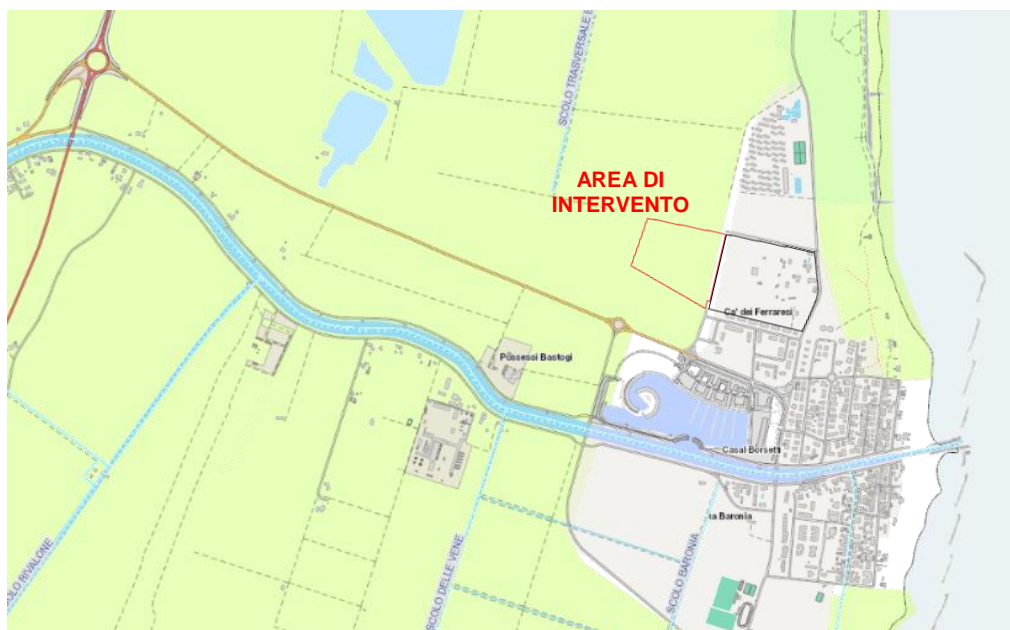 SCOLO TRASVERSALE
AREA DI
INTERVENTO
Ca' dei Ferraresi
Possessi Bastogi
Casal Borsetti
Baronia
SCOLO RIVALONE
SCOLO DELLE VENE
SCOLO BARONIA